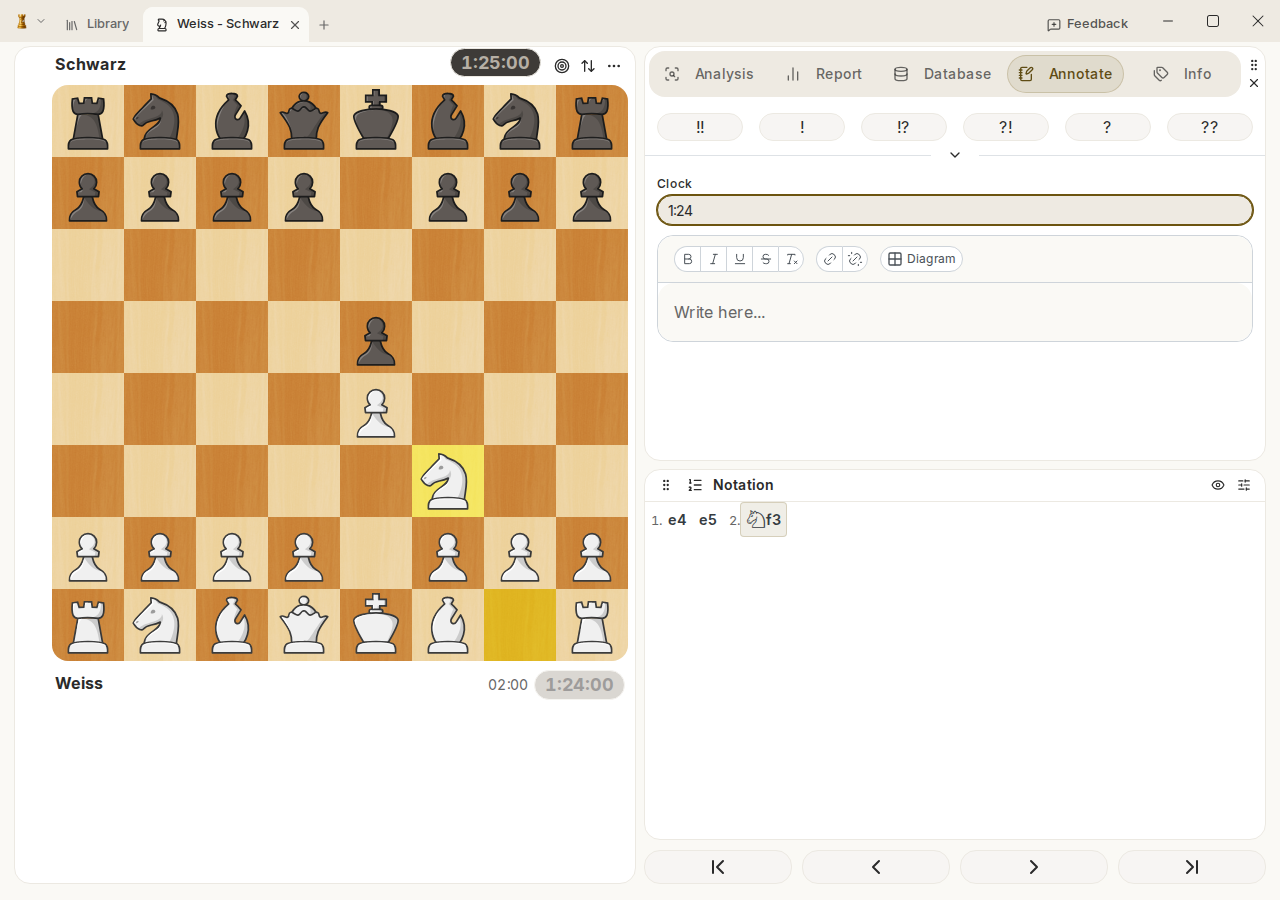 Library
Weiss - Schwarz
Feedback
Schwarz
1:25:00
Weiss
02:00
1:24:00
Analysis
Report
Database
Annotate
Info
!!
!
!?
?!
?
??
Clock
1:24
B I U S Tx
Diagram
Write here...
Notation
1. e4 e5 2. ♘f3